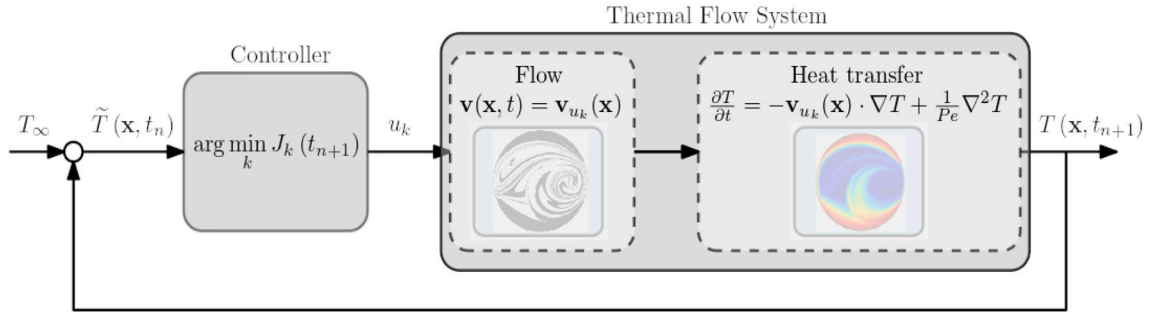 Thermal Flow System
Controller
Flow
Heat transfer
v(x, t) = v_{u_k}(x)
∂T/∂t = −v_{u_k}(x) · ∇T + 1/Pe ∇²T
T_∞
T̃ (x, t_n)
arg min_k J_k (t_{n+1})
u_k
T (x, t_{n+1})